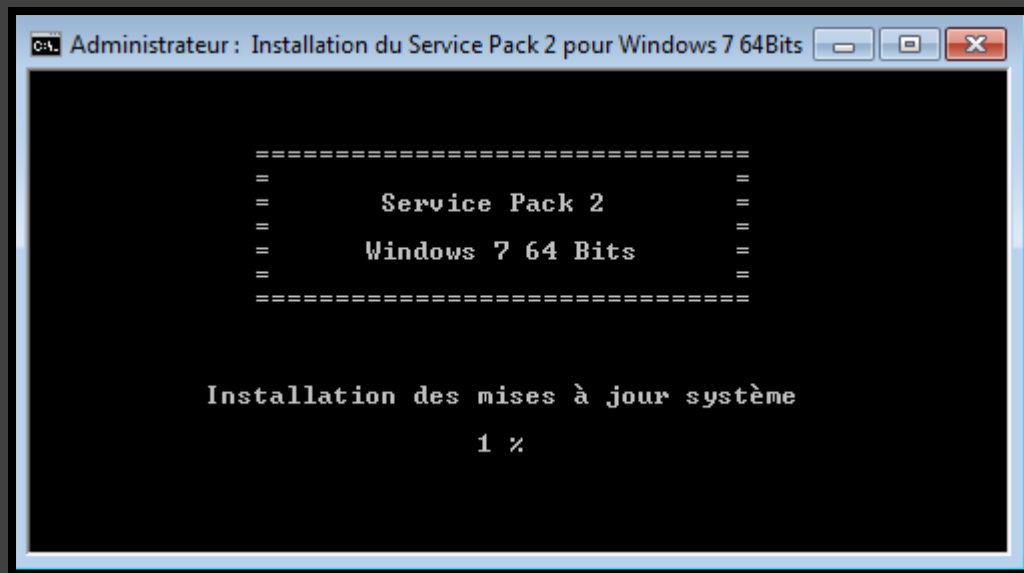 Administrateur : Installation du Service Pack 2 pour Windows 7 64Bits
===============================
= =
= Service Pack 2 =
= =
= Windows 7 64 Bits =
= =
===============================
Installation des mises à jour système
1 %